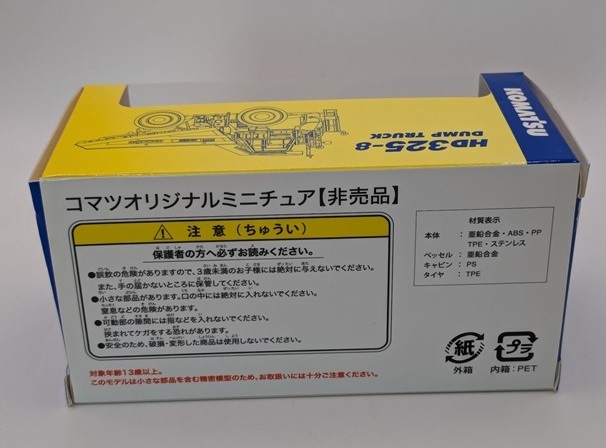 KOMATSU
HD325-8
DUMP TRUCK
コマツオリジナルミニチュア【非売品】
注 意（ちゅうい）
保護者の方へ必ずお読みください。
●誤飲の危険がありますので、3歳未満のお子様には絶対に与えないでください。
また、手の届かないところに保管してください。
●小さな部品があります。口の中には絶対に入れないでください。
窒息などの危険があります。
●可動部の隙間には指などを入れないでください。
挟まれてケガをする恐れがあります。
●安全のため、破損・変形した商品は使用しないでください。
対象年齢13歳以上。
このモデルは小さな部品を含む精密模型のため、お取扱いには十分ご注意ください。
材質表示
本体 ： 亜鉛合金・ABS・PP
TPE・ステンレス
ベッセル ： 亜鉛合金
キャビン ： PS
タイヤ ： TPE
紙
外箱
プラ
内箱：PET